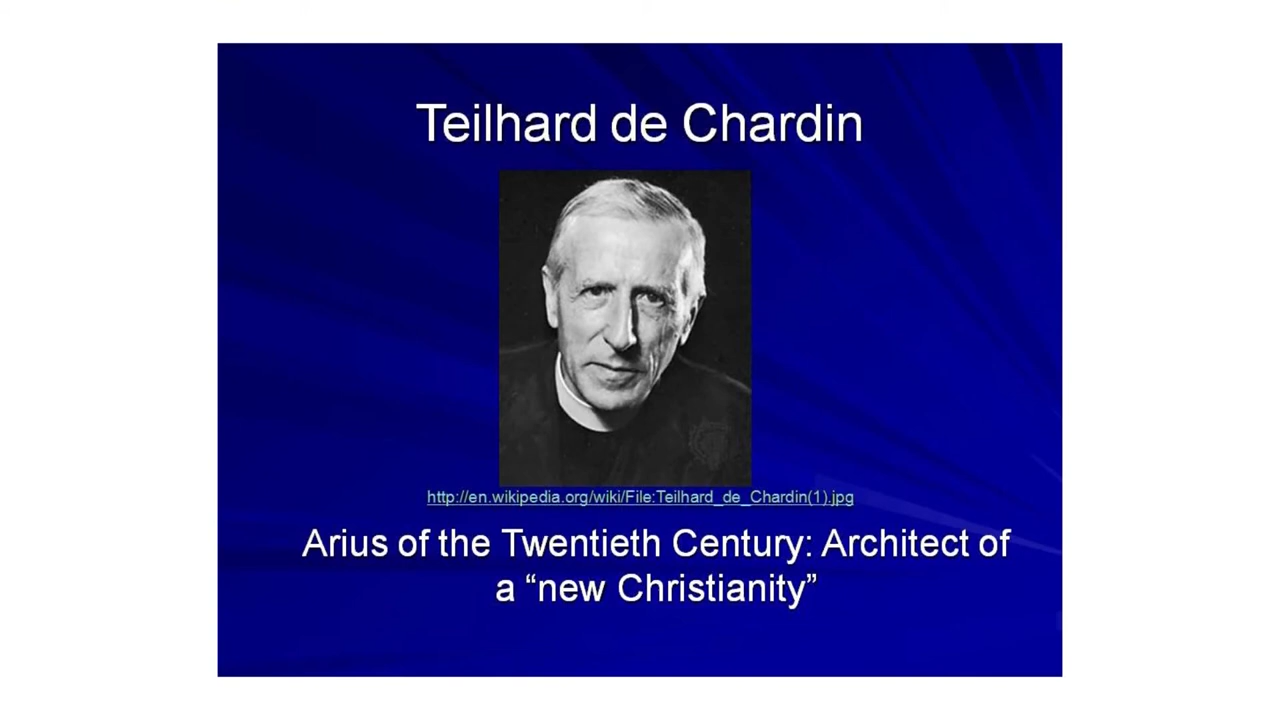 Teilhard de Chardin
http://en.wikipedia.org/wiki/File:Teilhard_de_Chardin(1).jpg
Arius of the Twentieth Century: Architect of
a “new Christianity”